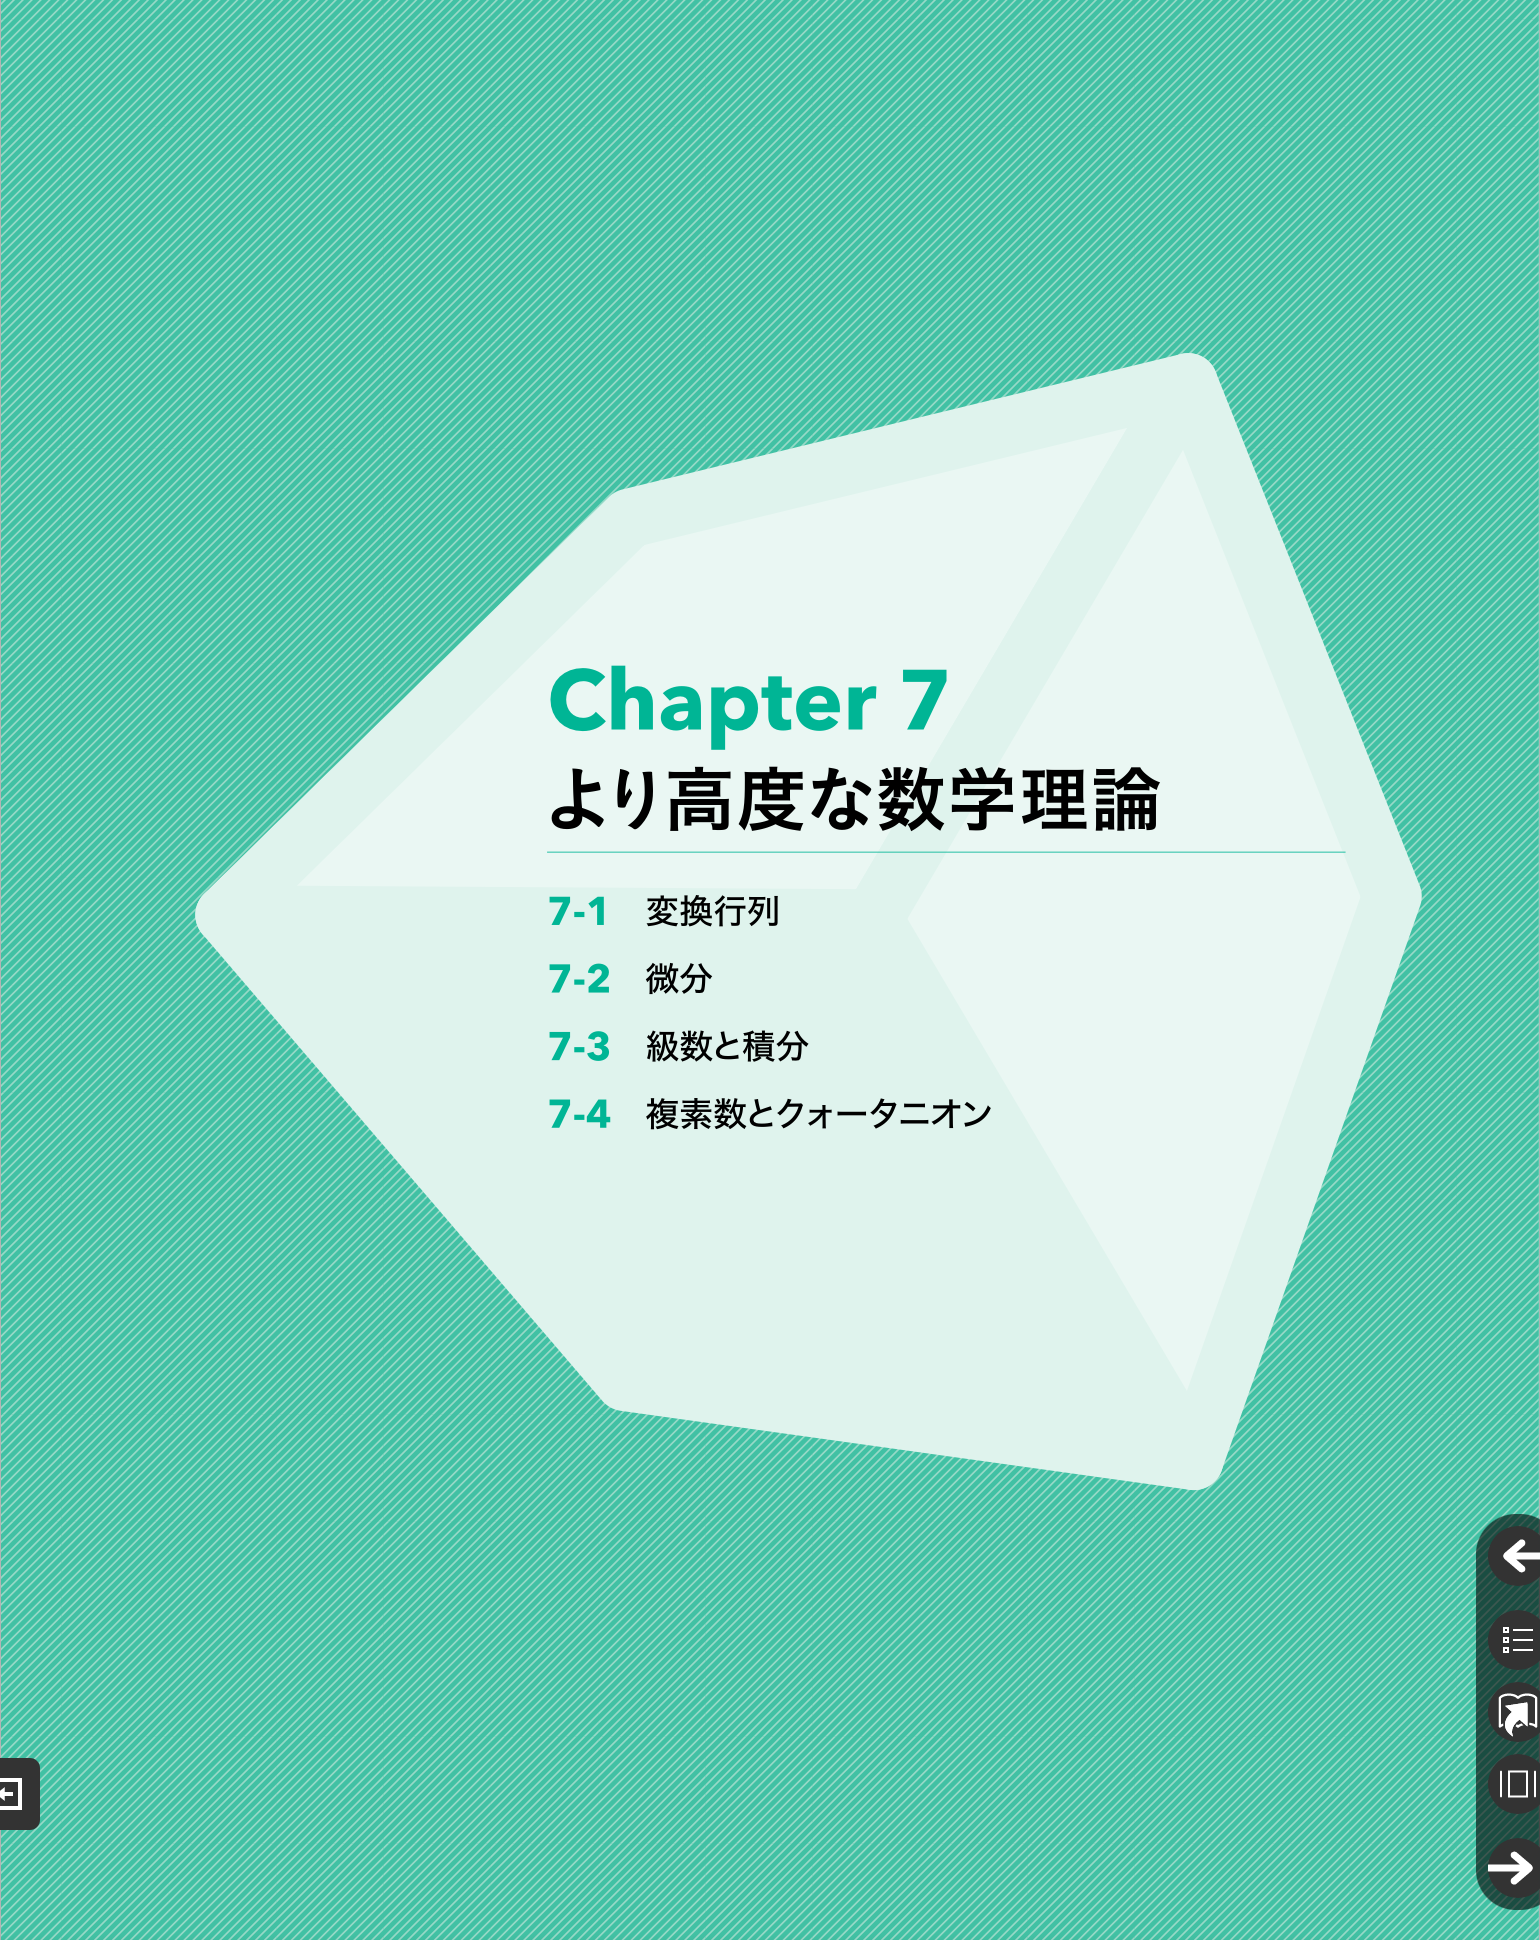 Chapter 7
より高度な数学理論
7-1 変換行列
7-2 微分
7-3 級数と積分
7-4 複素数とクォータニオン